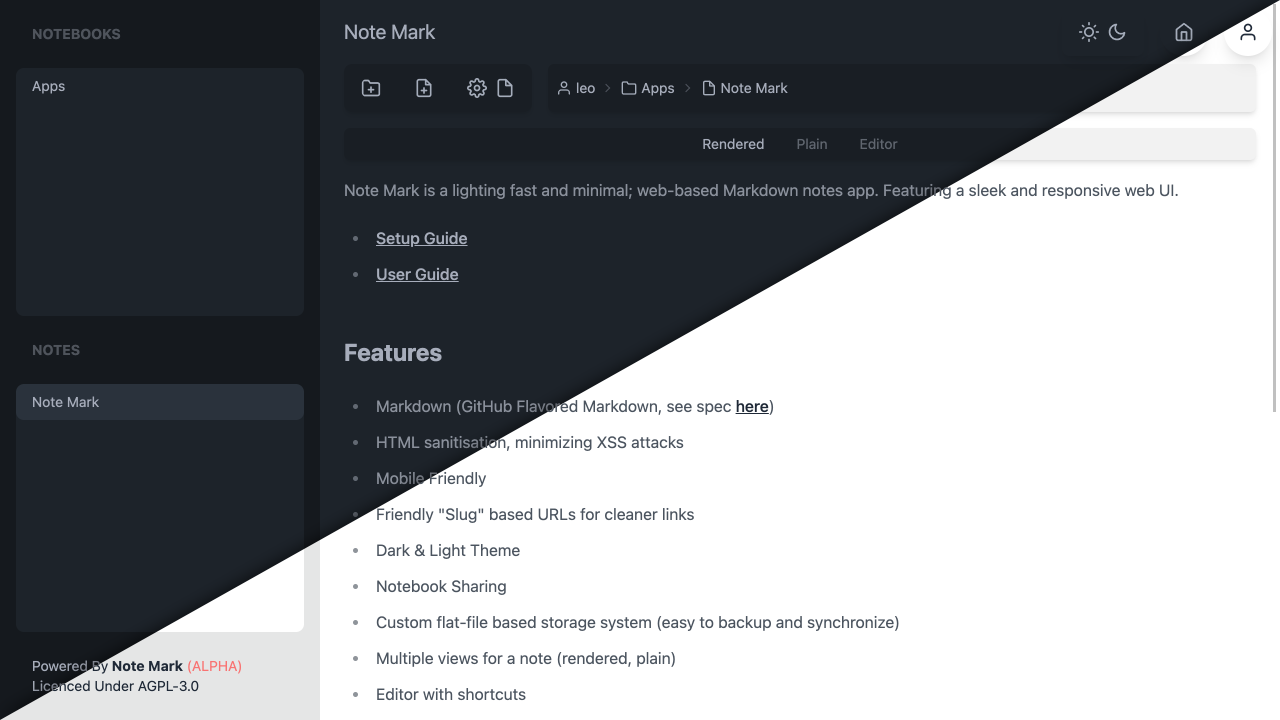 NOTEBOOKS
Apps
NOTES
Note Mark
Powered By Note Mark (ALPHA)
Licenced Under AGPL-3.0
Note Mark
leo
Apps
Note Mark
Rendered
Plain
Editor
Note Mark is a lighting fast and minimal; web-based Markdown notes app. Featuring a sleek and responsive web UI.
• Setup Guide
• User Guide
Features
• Markdown (GitHub Flavored Markdown, see spec here)
• HTML sanitisation, minimizing XSS attacks
• Mobile Friendly
• Friendly "Slug" based URLs for cleaner links
• Dark & Light Theme
• Notebook Sharing
• Custom flat-file based storage system (easy to backup and synchronize)
• Multiple views for a note (rendered, plain)
• Editor with shortcuts